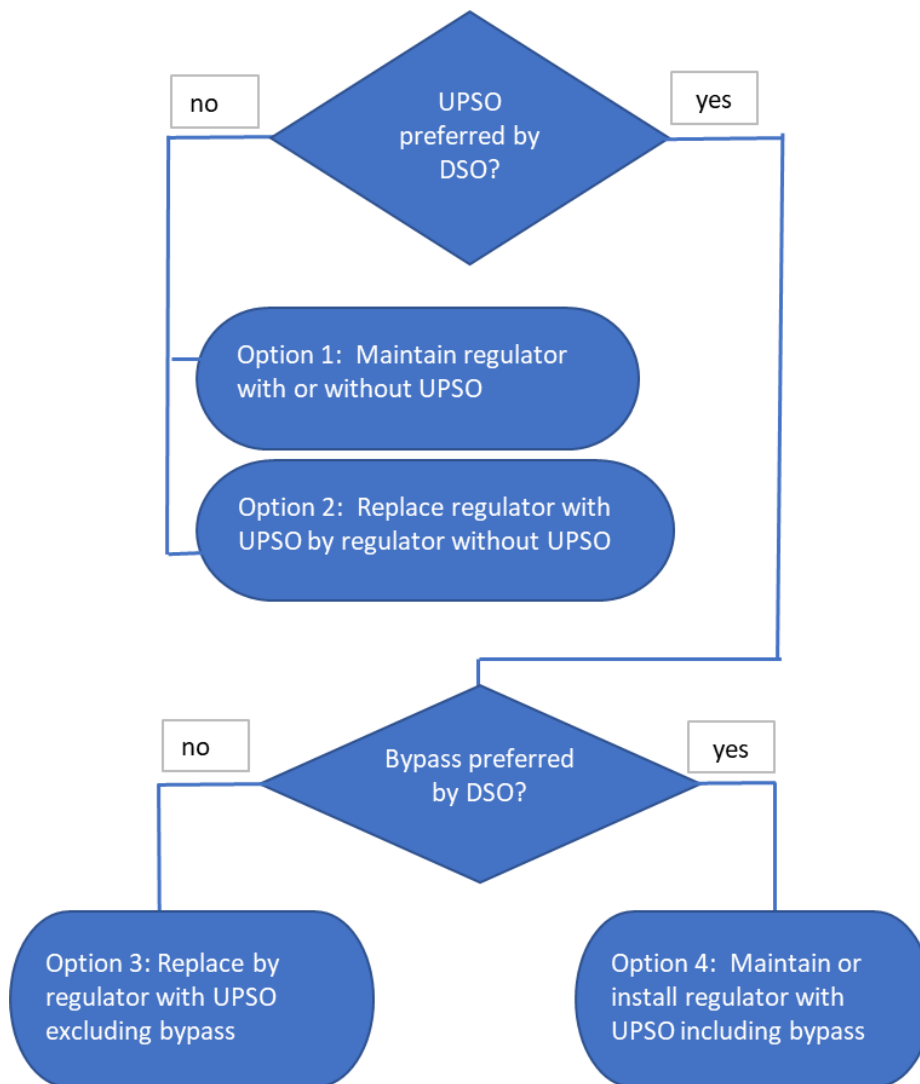 no
UPSO
preferred by
DSO?
yes
Option 1:  Maintain regulator
with or without UPSO
Option 2:  Replace regulator with
UPSO by regulator without UPSO
no
Bypass preferred
by DSO?
yes
Option 3: Replace by
regulator with UPSO
excluding bypass
Option 4:  Maintain or
install regulator with
UPSO including bypass